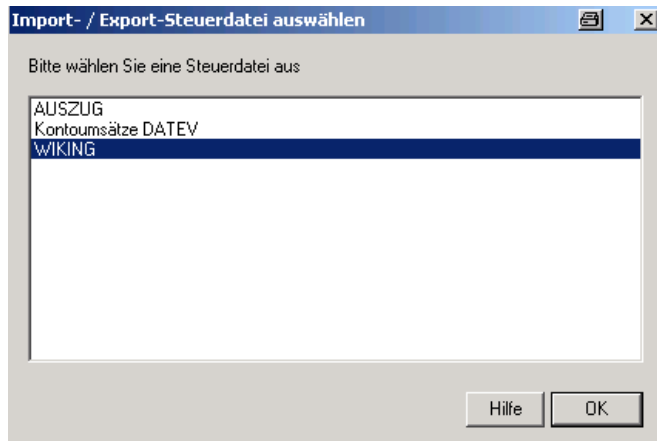 Import- / Export-Steuerdatei auswählen
Bitte wählen Sie eine Steuerdatei aus
AUSZUG
Kontoumsätze DATEV
WIKING
Hilfe
OK